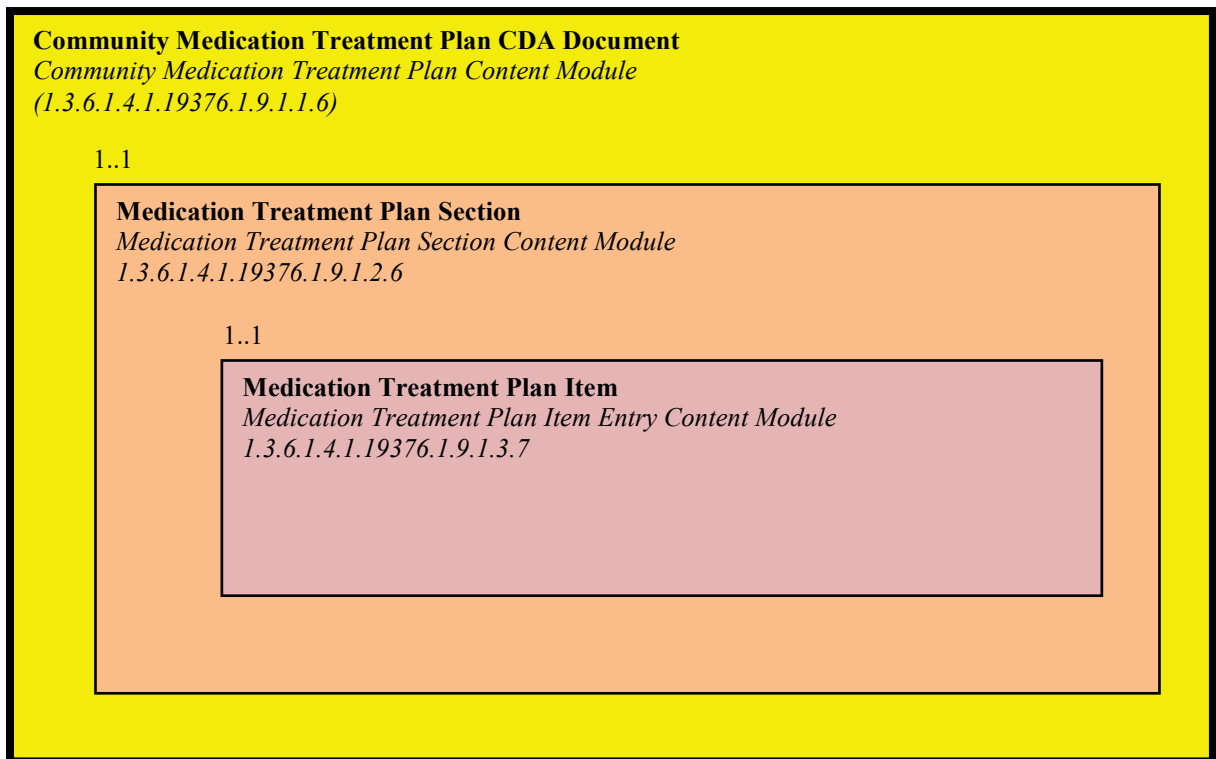 Community Medication Treatment Plan CDA Document
Community Medication Treatment Plan Content Module
(1.3.6.1.4.1.19376.1.9.1.1.6)
1..1
Medication Treatment Plan Section
Medication Treatment Plan Section Content Module
1.3.6.1.4.1.19376.1.9.1.2.6
1..1
Medication Treatment Plan Item
Medication Treatment Plan Item Entry Content Module
1.3.6.1.4.1.19376.1.9.1.3.7